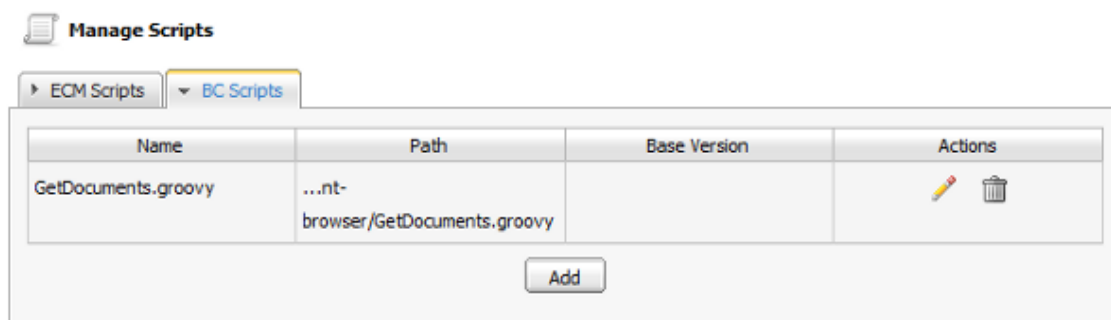 Manage Scripts
ECM Scripts
BC Scripts
Name Path Base Version Actions
GetDocuments.groovy ...nt-
browser/GetDocuments.groovy
Add